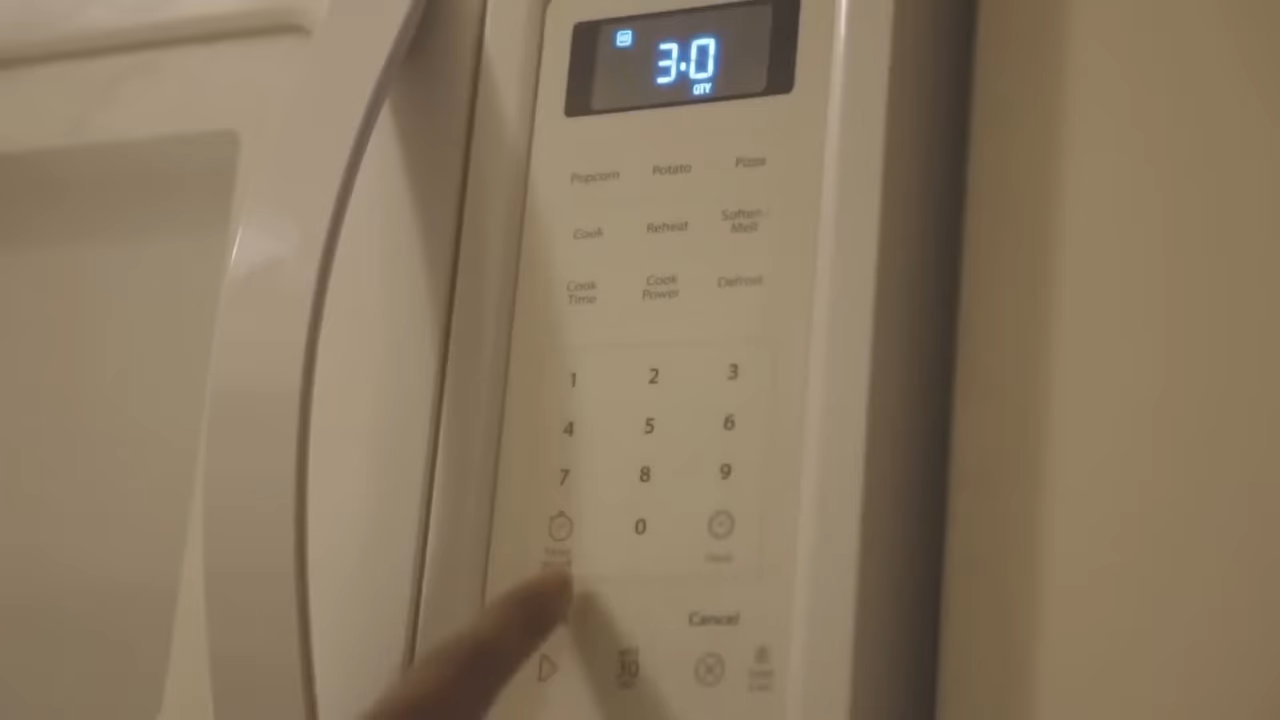 3.0
QTY
Popcorn Potato Pizza
Cook Reheat Soften
Melt
Cook Cook Defrost
Time Power
1 2 3
4 5 6
7 8 9
0
Cancel
30